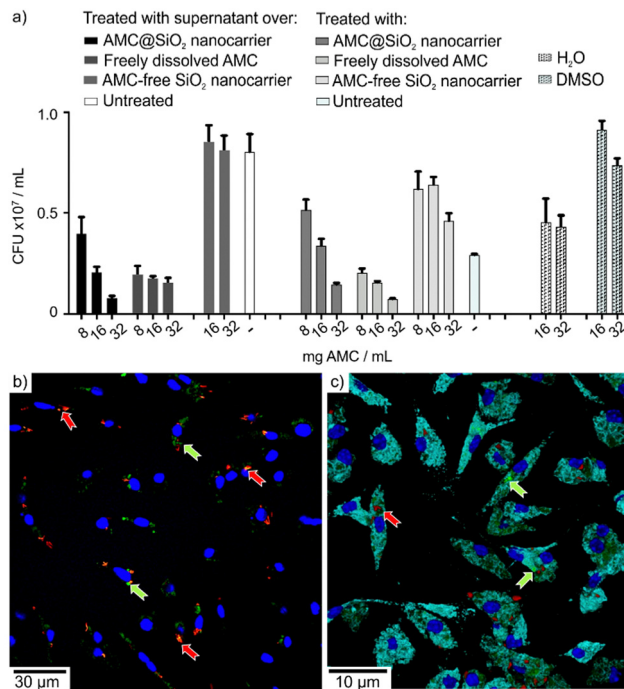 a)
Treated with supernatant over:
AMC@SiO₂ nanocarrier
Freely dissolved AMC
AMC-free SiO₂ nanocarrier
Untreated
Treated with:
AMC@SiO₂ nanocarrier
Freely dissolved AMC
AMC-free SiO₂ nanocarrier
Untreated
H₂O
DMSO
CFU x10⁷ / mL
1.0
0.5
0
8 16 32 8 16 32 16 32 - 8 16 32 8 16 32 8 16 32 - 16 32 16 32
mg AMC / mL
b)
30 µm
c)
10 µm